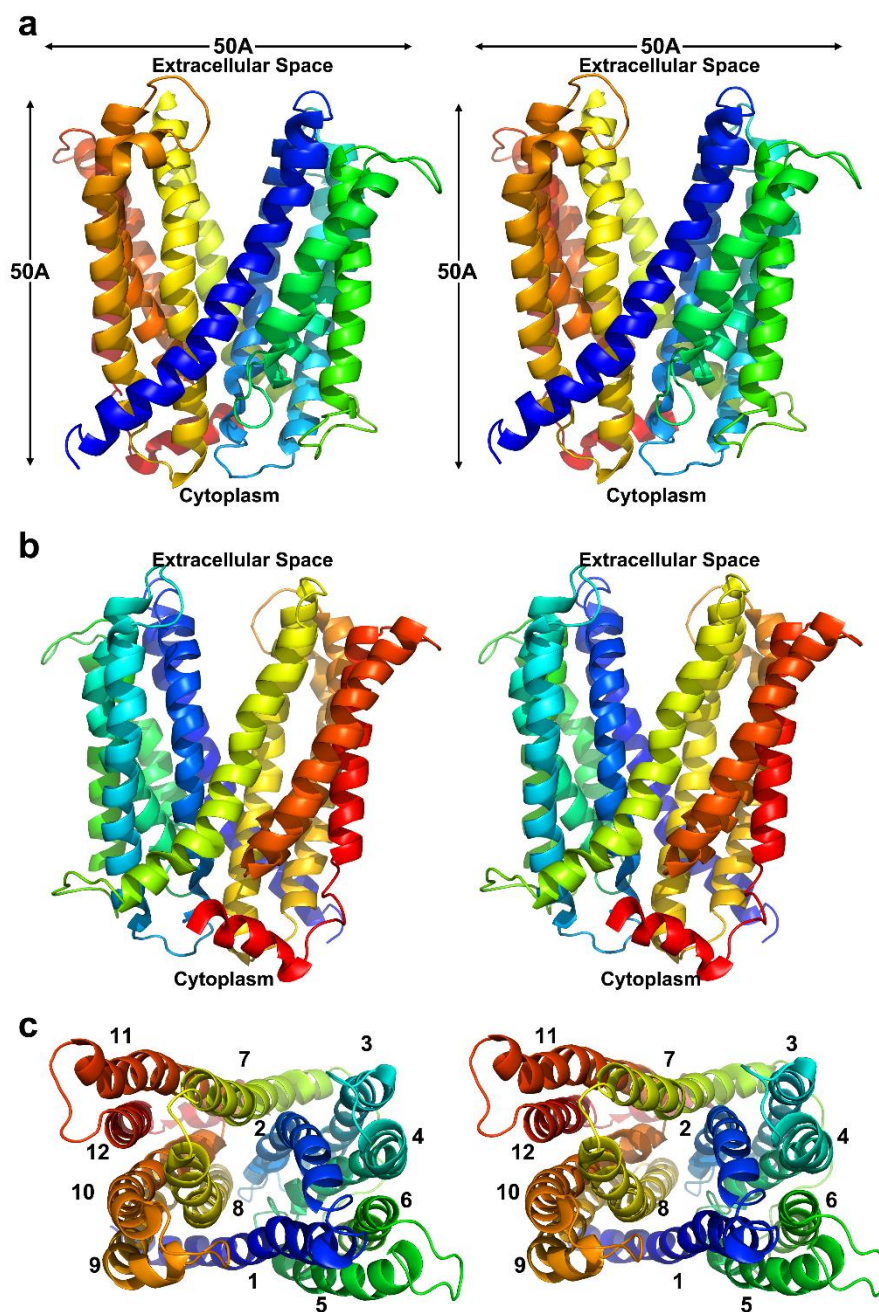 a
50A 50A
Extracellular Space Extracellular Space
50A 50A
Cytoplasm Cytoplasm
b
Extracellular Space Extracellular Space
Cytoplasm Cytoplasm
c
11 7 3 11 7 3
2 2
12 4 12 4
10 8 6 10 8 6
9 1 9 1
5 5